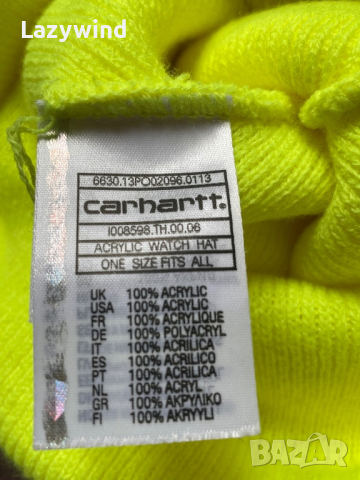 Lazywind
6630.13PO02096.0113
carhartt.
I008598.TH.00.06
ACRYLIC WATCH HAT
ONE SIZE FITS ALL
UK 100% ACRYLIC
USA 100% ACRYLIC
FR 100% ACRYLIQUE
DE 100% POLYACRYL
IT 100% ACRILICA
ES 100% ACRILICO
PT 100% ACRILICA
NL 100% ACRYL
GR 100% ΑΚΡΥΛΙΚΟ
FI 100% AKRYYLI
BAZAR